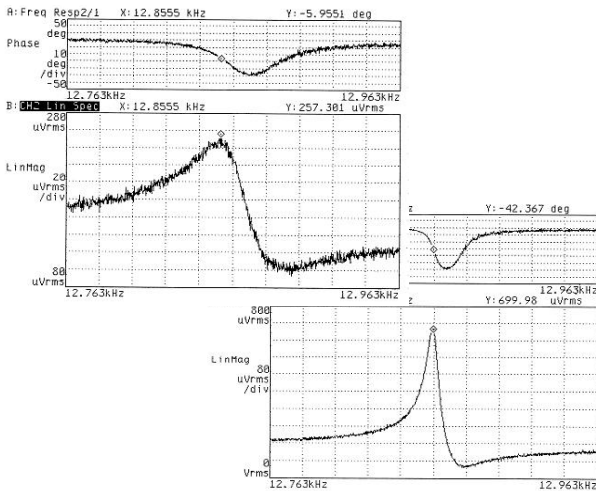 A:Freq Resp2/1 X:12.8555 kHz Y:-5.9551 deg
50
deg
Phase
10
deg
/div
-50
12.763kHz 12.963kHz
B:CH2 Lin Spec X:12.8555 kHz Y:257.301 uVrms
280
uVrms
LinMag
20
uVrms
/div
80
uVrms
12.763kHz 12.963kHz
z Y:-42.367 deg
z Y:699.98 uVrms
800
uVrms
LinMag
80
uVrms
/div
0
Vrms
12.763kHz 12.963kHz